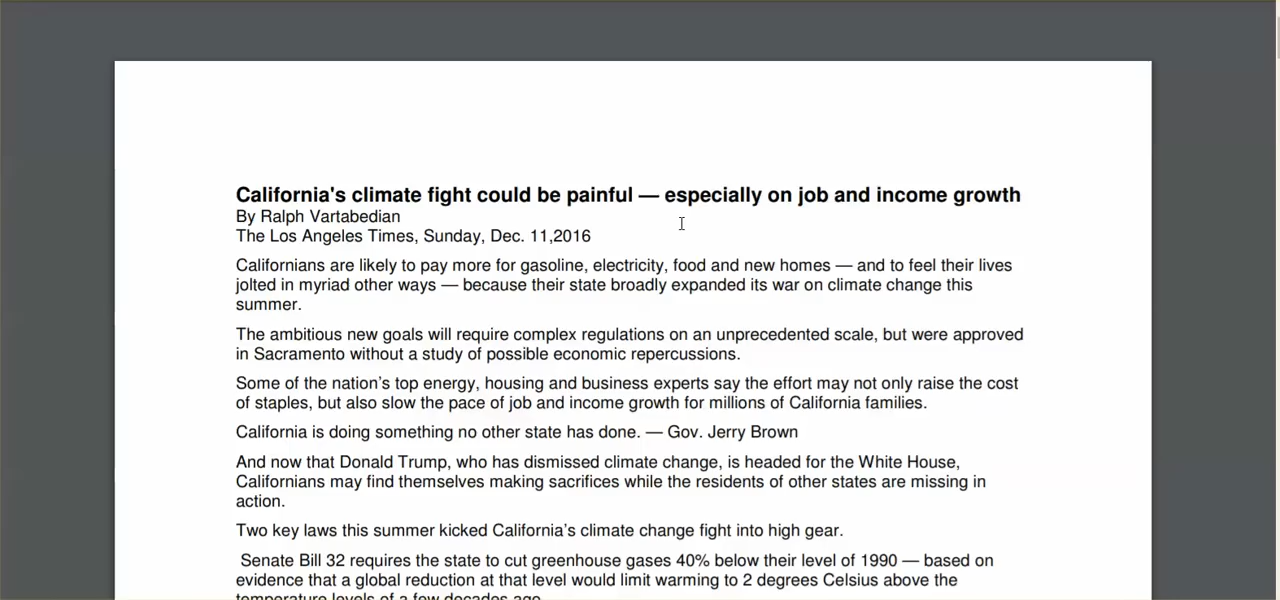 California's climate fight could be painful — especially on job and income growth
By Ralph Vartabedian
The Los Angeles Times, Sunday, Dec. 11,2016
Californians are likely to pay more for gasoline, electricity, food and new homes — and to feel their lives
jolted in myriad other ways — because their state broadly expanded its war on climate change this
summer.
The ambitious new goals will require complex regulations on an unprecedented scale, but were approved
in Sacramento without a study of possible economic repercussions.
Some of the nation’s top energy, housing and business experts say the effort may not only raise the cost
of staples, but also slow the pace of job and income growth for millions of California families.
California is doing something no other state has done. — Gov. Jerry Brown
And now that Donald Trump, who has dismissed climate change, is headed for the White House,
Californians may find themselves making sacrifices while the residents of other states are missing in
action.
Two key laws this summer kicked California’s climate change fight into high gear.
Senate Bill 32 requires the state to cut greenhouse gases 40% below their level of 1990 — based on
evidence that a global reduction at that level would limit warming to 2 degrees Celsius above the
temperature levels of a few decades ago